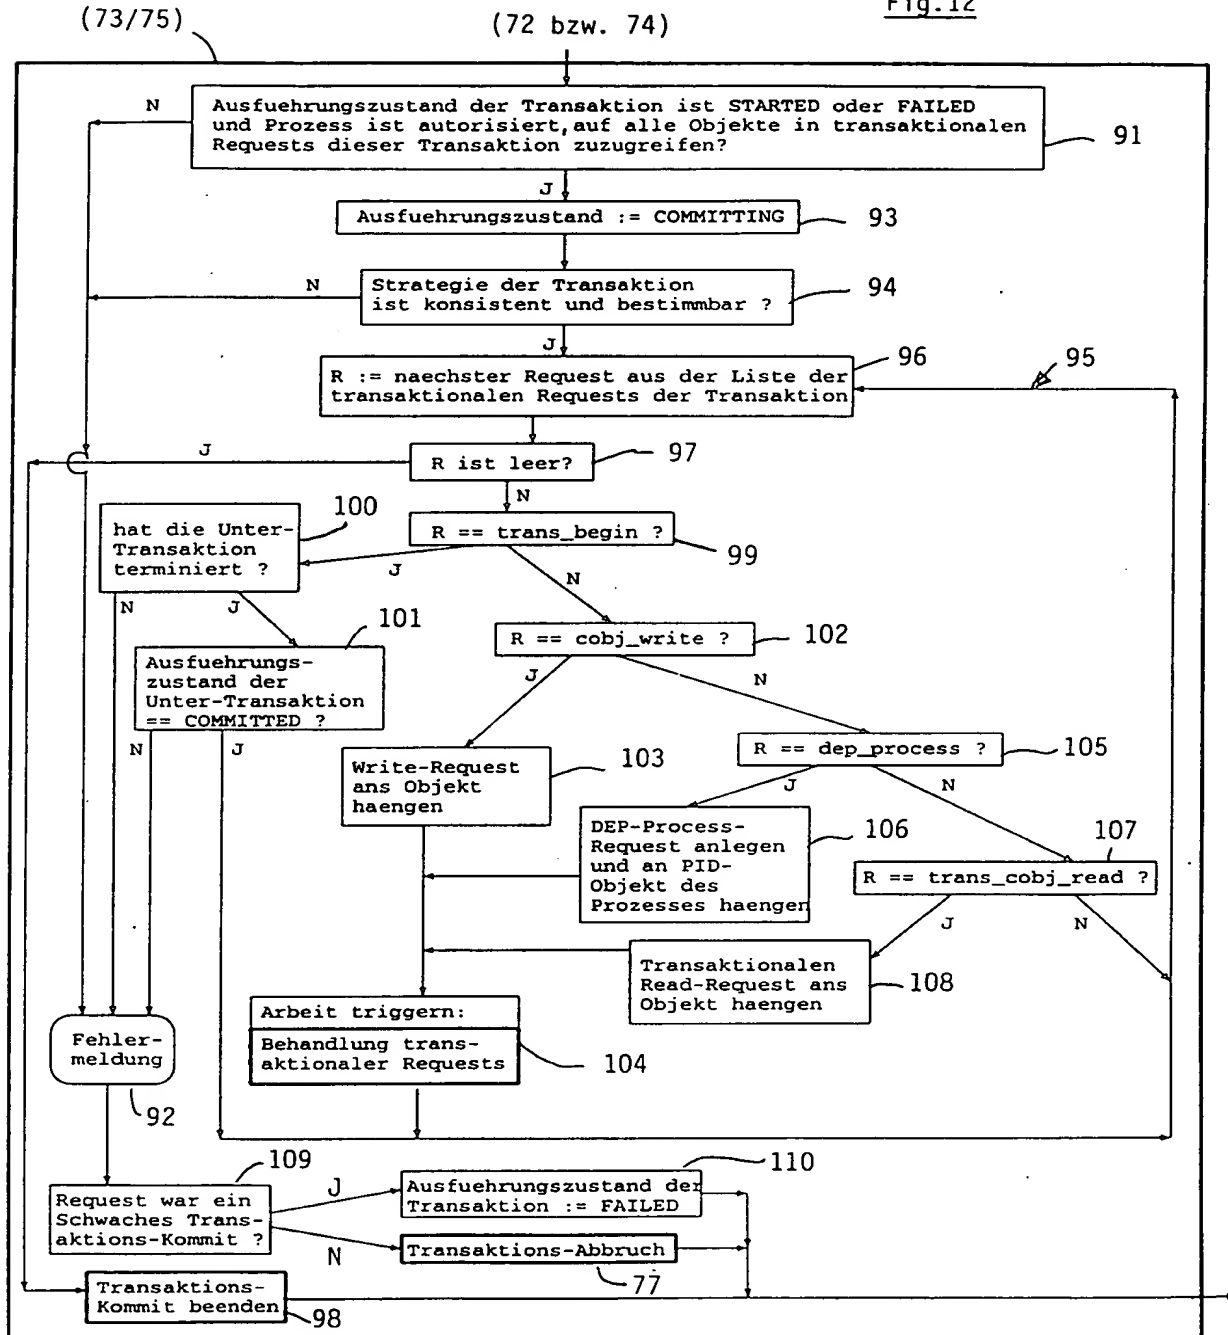 Fig.12
(73/75)
(72 bzw. 74)
N
Ausfuehrungszustand der Transaktion ist STARTED oder FAILED
und Prozess ist autorisiert,auf alle Objekte in transaktionalen
Requests dieser Transaktion zuzugreifen?
91
J
Ausfuehrungszustand := COMMITTING
93
N
Strategie der Transaktion
ist konsistent und bestimmbar ?
94
J
R := naechster Request aus der Liste der
transaktionalen Requests der Transaktion
96
95
J
R ist leer?
97
N
100
hat die Unter-
Transaktion
terminiert ?
R == trans_begin ?
99
J
N
N
J
101
R == cobj_write ?
102
Ausfuehrungs-
zustand der
Unter-Transaktion
== COMMITTED ?
J
N
N
J
R == dep_process ?
105
Write-Request
ans Objekt
haengen
103
J
N
DEP-Process-
Request anlegen
und an PID-
Objekt des
Prozesses haengen
106
107
R == trans_cobj_read ?
J
N
Transaktionalen
Read-Request ans
Objekt haengen
108
Arbeit triggern:
Behandlung trans-
aktionaler Requests
104
Fehler-
meldung
92
109
110
Request war ein
Schwaches Trans-
aktions-Kommit ?
J
Ausfuehrungszustand der
Transaktion := FAILED
N
Transaktions-Abbruch
77
Transaktions-
Kommit beenden
98